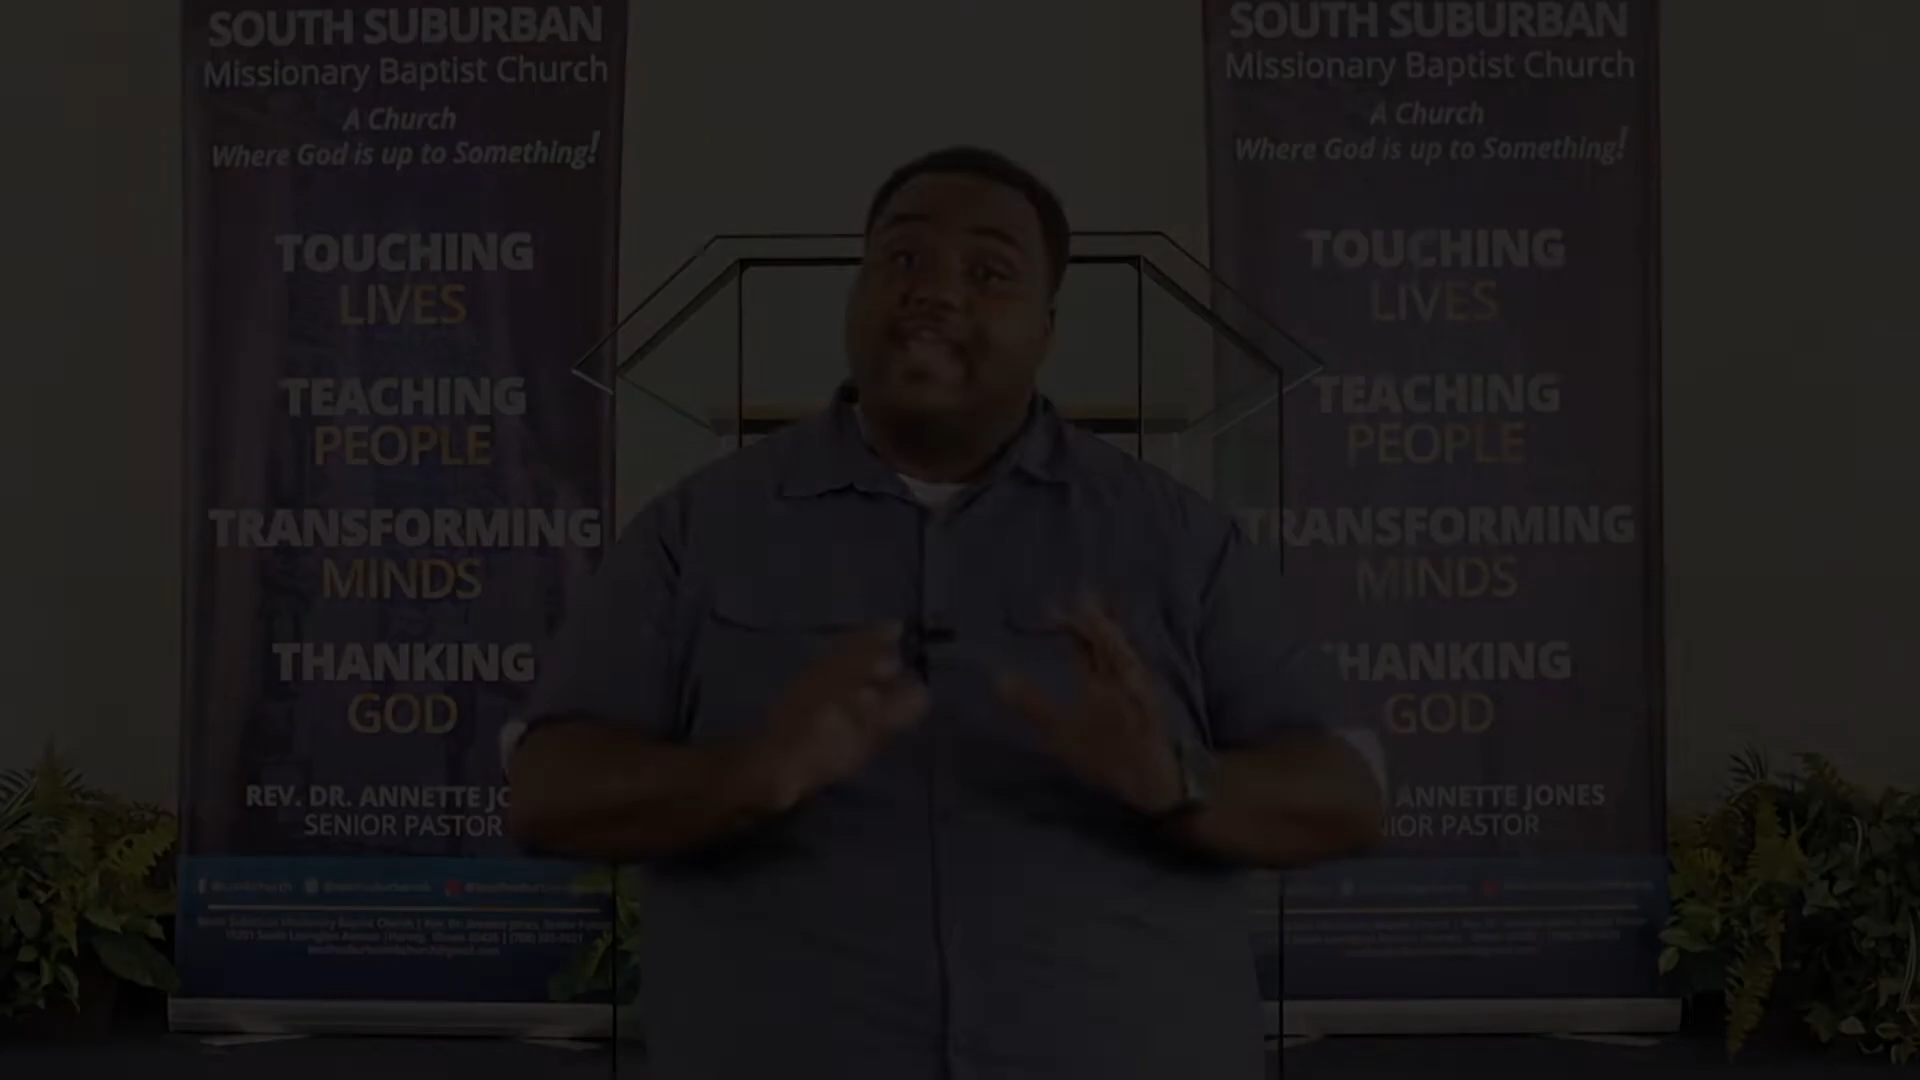 SOUTH SUBURBAN
Missionary Baptist Church
A Church
Where God is up to Something!
TOUCHING
LIVES
TEACHING
PEOPLE
TRANSFORMING
MINDS
THANKING
GOD
REV. DR. ANNETTE
SENIOR PASTOR
SOUTH SUBURBAN
Missionary Baptist Church
A Church
Where God is up to Something!
TOUCHING
LIVES
TEACHING
PEOPLE
TRANSFORMING
MINDS
HANKING
GOD
ANNETTE JONES
IOR PASTOR